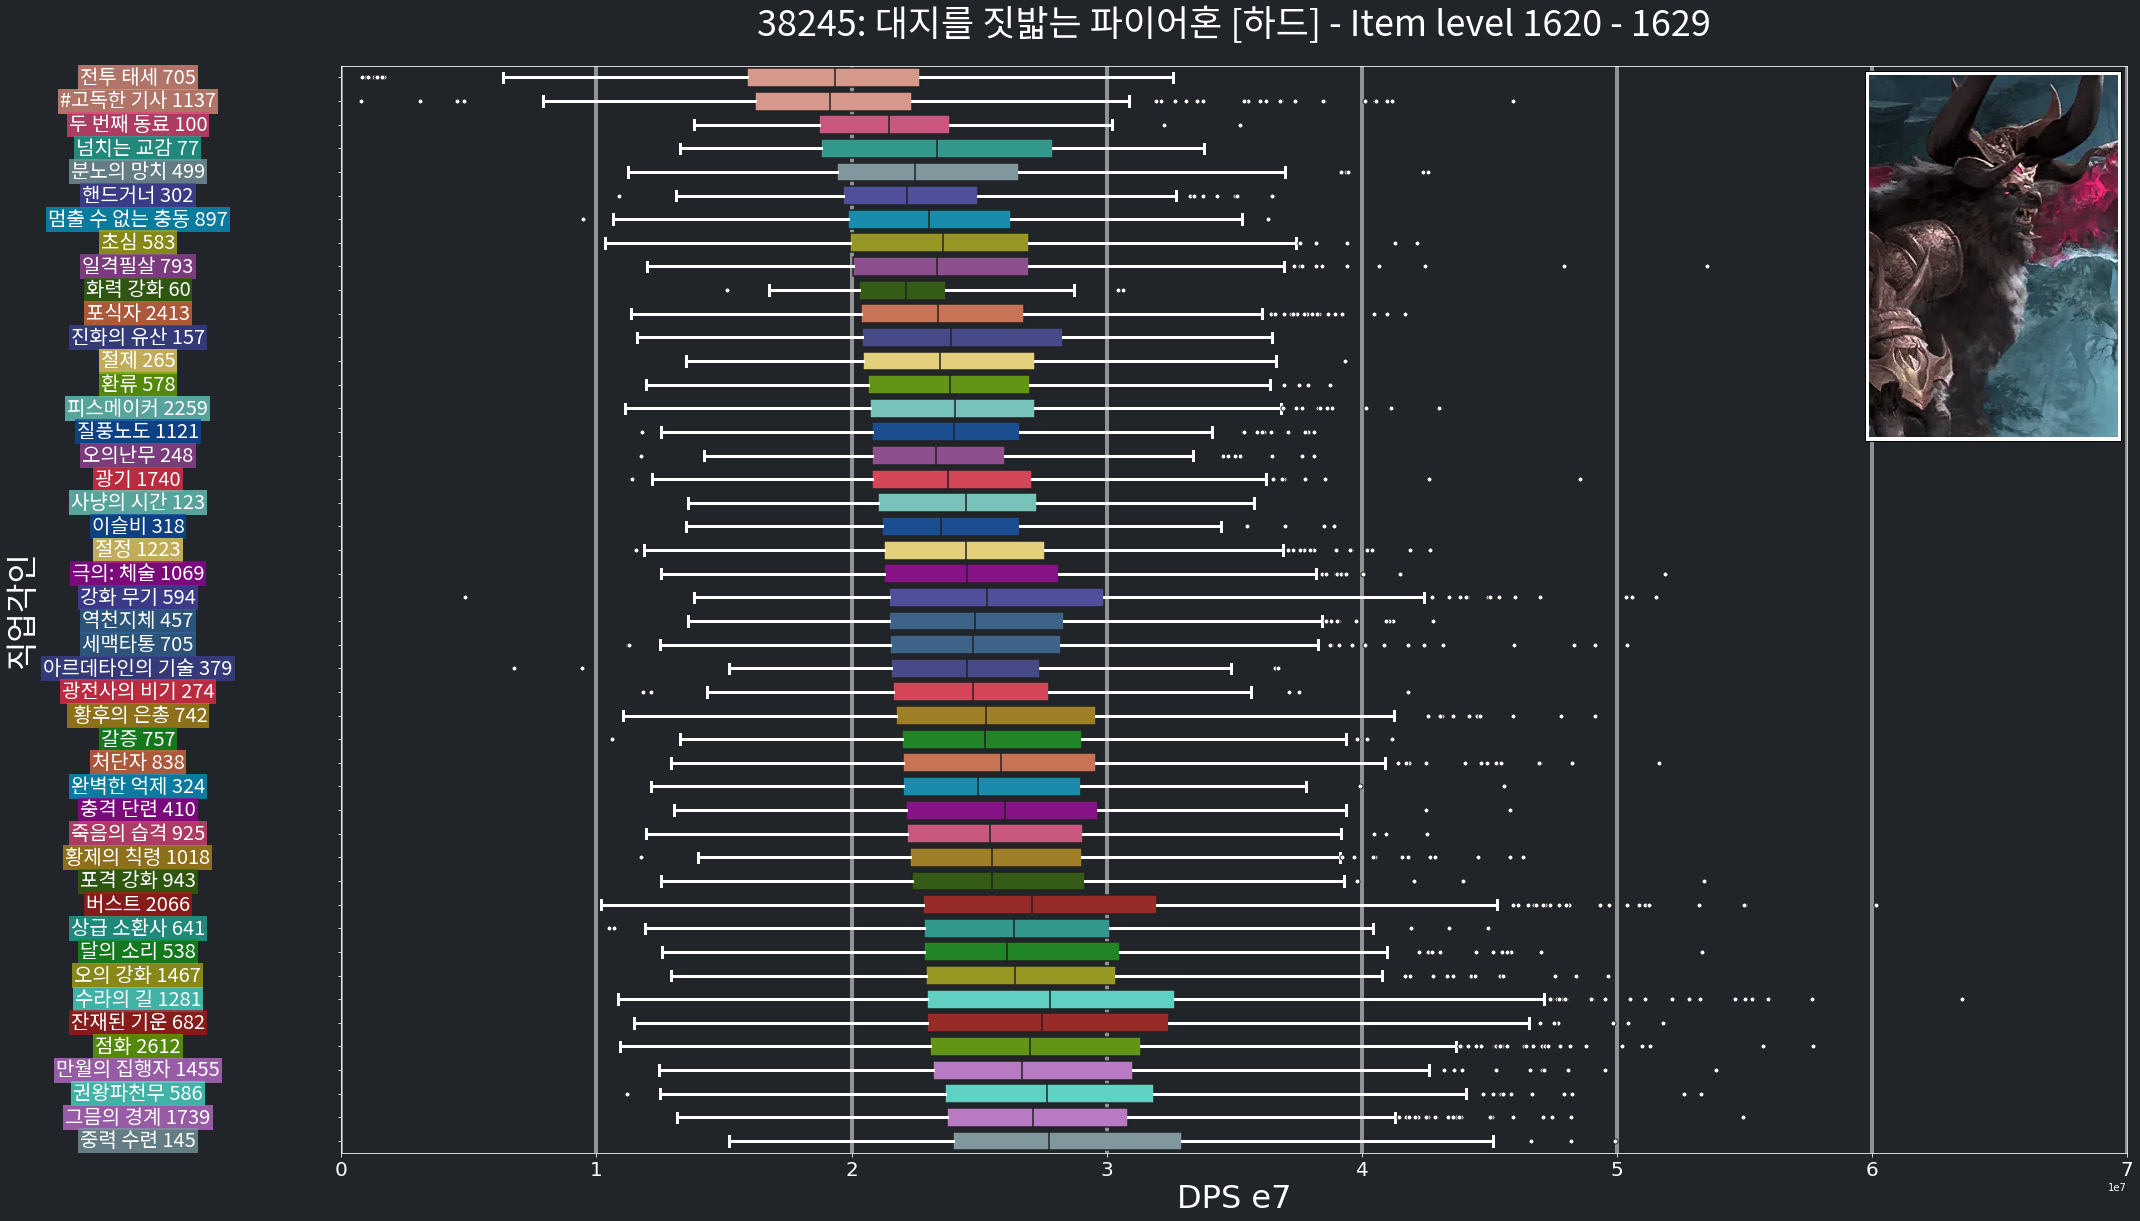 38245: 대지를 짓밟는 파이어혼 [하드] - Item level 1620 - 1629
직업각인
전투 태세 705
#고독한 기사 1137
두 번째 동료 100
넘치는 교감 77
분노의 망치 499
핸드거너 302
멈출 수 없는 충동 897
초심 583
일격필살 793
화력 강화 60
포식자 2413
진화의 유산 157
절제 265
환류 578
피스메이커 2259
질풍노도 1121
오의난무 248
광기 1740
사냥의 시간 123
이슬비 318
절정 1223
극의: 체술 1069
강화 무기 594
역천지체 457
세맥타통 705
아르데타인의 기술 379
광전사의 비기 274
황후의 은총 742
갈증 757
처단자 838
완벽한 억제 324
충격 단련 410
죽음의 습격 925
황제의 칙령 1018
포격 강화 943
버스트 2066
상급 소환사 641
달의 소리 538
오의 강화 1467
수라의 길 1281
잔재된 기운 682
점화 2612
만월의 집행자 1455
권왕파천무 586
그믐의 경계 1739
중력 수련 145
0 1 2 3 4 5 6 7
1e7
DPS e7